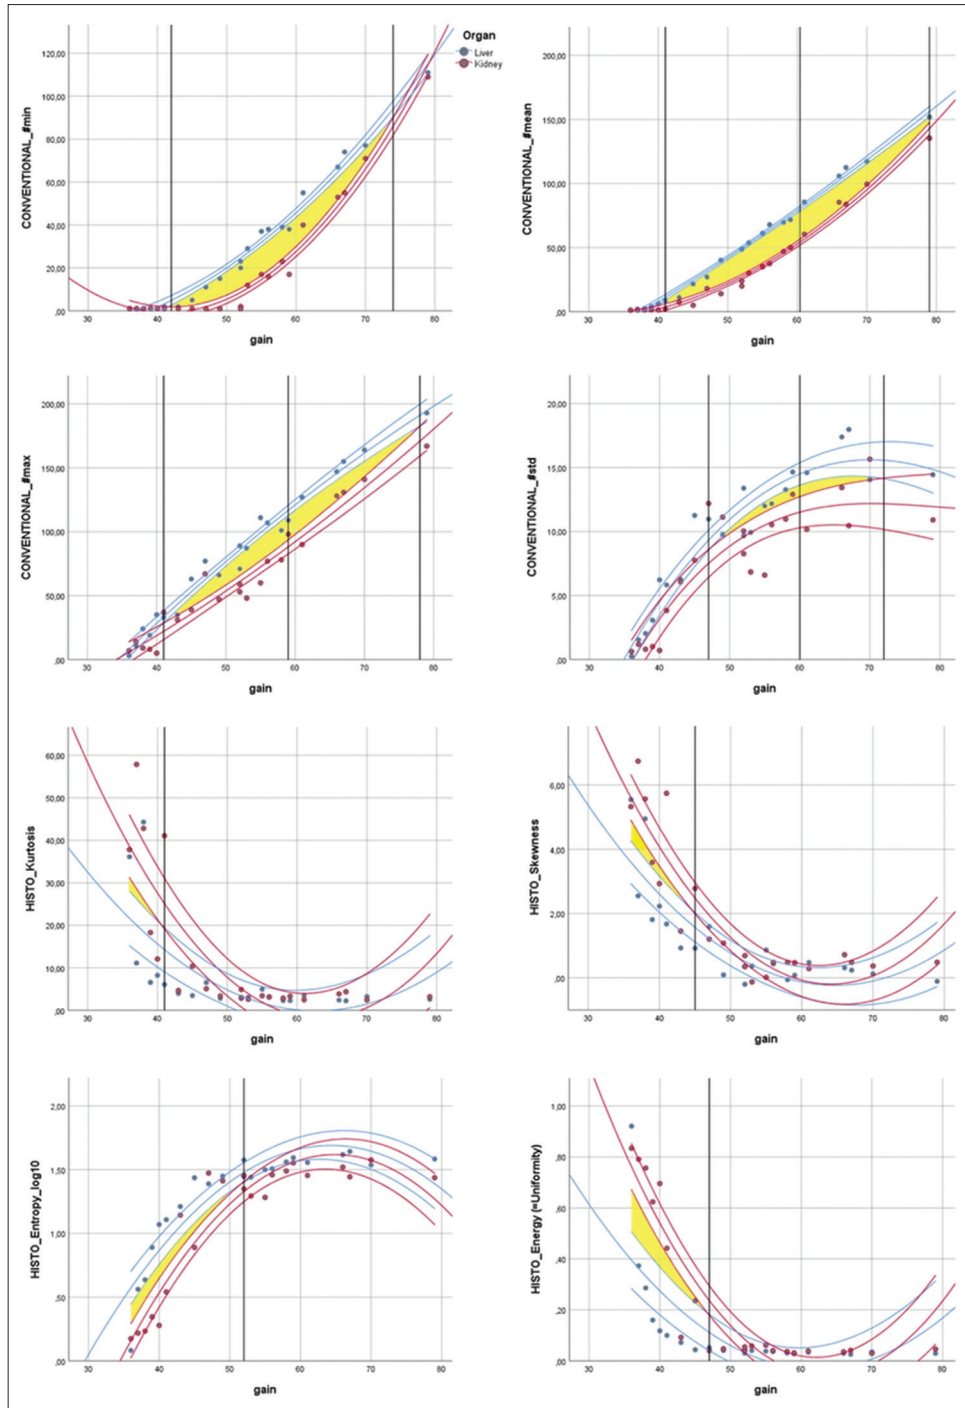 Organ
Liver
Kidney
CONVENTIONAL_#min
120,00
100,00
80,00
60,00
40,00
20,00
,00
30 40 50 60 70 80
gain
CONVENTIONAL_#mean
200,00
150,00
100,00
50,00
,00
30 40 50 60 70 80
gain
CONVENTIONAL_#max
200,00
150,00
100,00
50,00
,00
30 40 50 60 70 80
gain
CONVENTIONAL_#std
20,00
15,00
10,00
5,00
,00
30 40 50 60 70 80
gain
HISTO_Kurtosis
60,00
50,00
40,00
30,00
20,00
10,00
,00
30 40 50 60 70 80
gain
HISTO_Skewness
6,00
4,00
2,00
,00
30 40 50 60 70 80
gain
HISTO_Entropy_log10
2,00
1,50
1,00
,50
,00
30 40 50 60 70 80
gain
HISTO_Energy (=Uniformity)
1,00
,80
,60
,40
,20
,00
30 40 50 60 70 80
gain